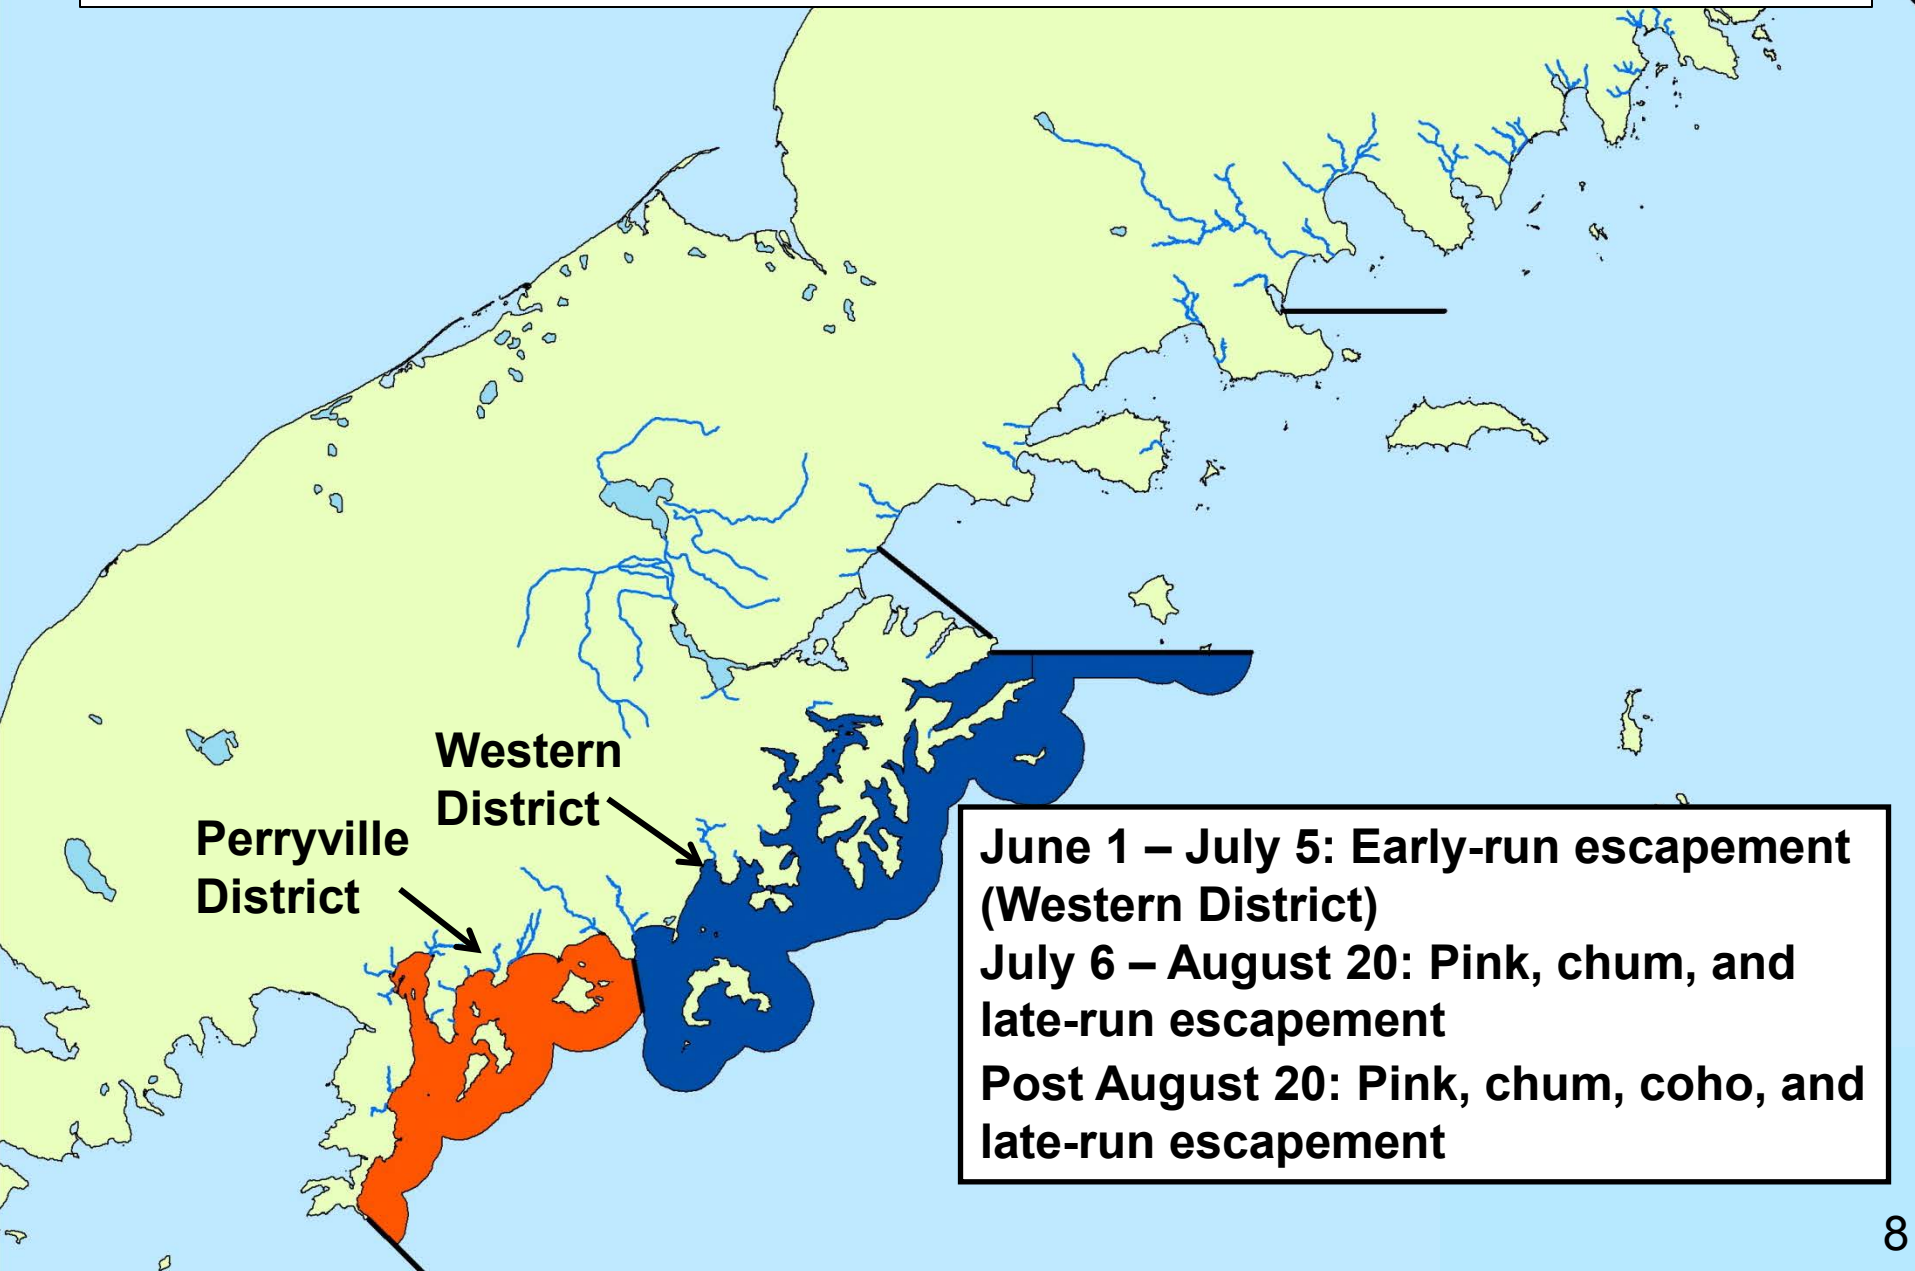 Western
District
Perryville
District
June 1 – July 5: Early-run escapement
(Western District)
July 6 – August 20: Pink, chum, and
late-run escapement
Post August 20: Pink, chum, coho, and
late-run escapement
8